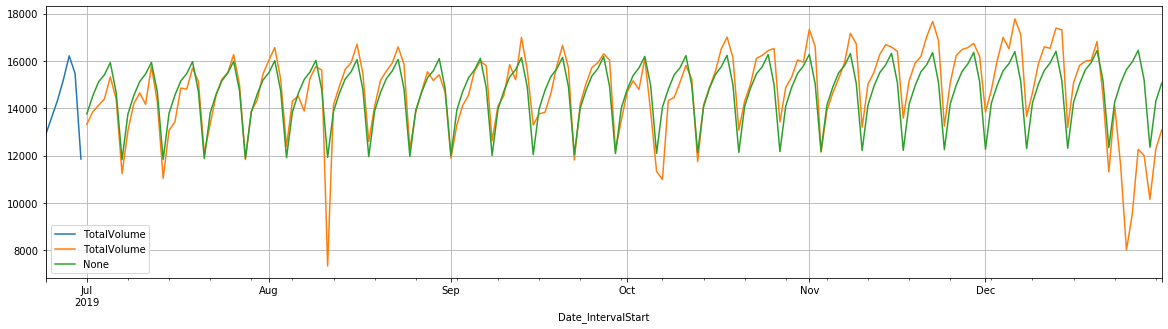 18000
16000
14000
12000
10000
8000
TotalVolume
TotalVolume
None
Jul Aug Sep Oct Nov Dec
2019
Date_IntervalStart